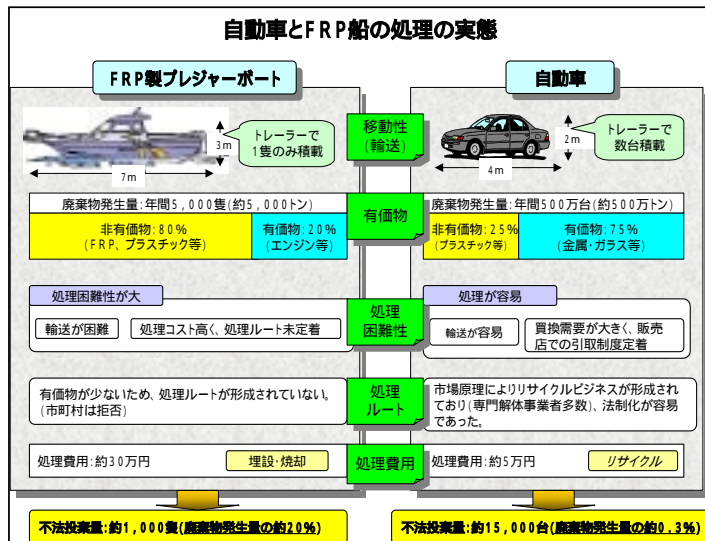 自動車とFRP船の処理の実態
FRP製プレジャーボート
自動車
3m
7m
トレーラーで
1隻のみ積載
移動性
(輸送)
2m
4m
トレーラーで
数台積載
廃棄物発生量:年間5,000隻(約5,000トン)
非有価物:80%
(FRP、プラスチック等)
有価物:20%
(エンジン等)
有価物
廃棄物発生量:年間500万台(約500万トン)
非有価物:25%
(プラスチック等)
有価物:75%
(金属・ガラス等)
処理困難性が大
輸送が困難
処理コスト高く、処理ルート未定着
処理
困難性
処理が容易
輸送が容易
買換需要が大きく、販売
店での引取制度定着
有価物が少ないため、処理ルートが形成されていない。
(市町村は拒否)
処理
ルート
市場原理によりリサイクルビジネスが形成され
ており(専門解体事業者多数)、法制化が容易
であった。
処理費用:約30万円
埋設・焼却
処理費用
処理費用:約5万円
リサイクル
不法投棄量:約1,000隻(廃棄物発生量の約20%)
不法投棄量:約15,000台(廃棄物発生量の約0.3%)